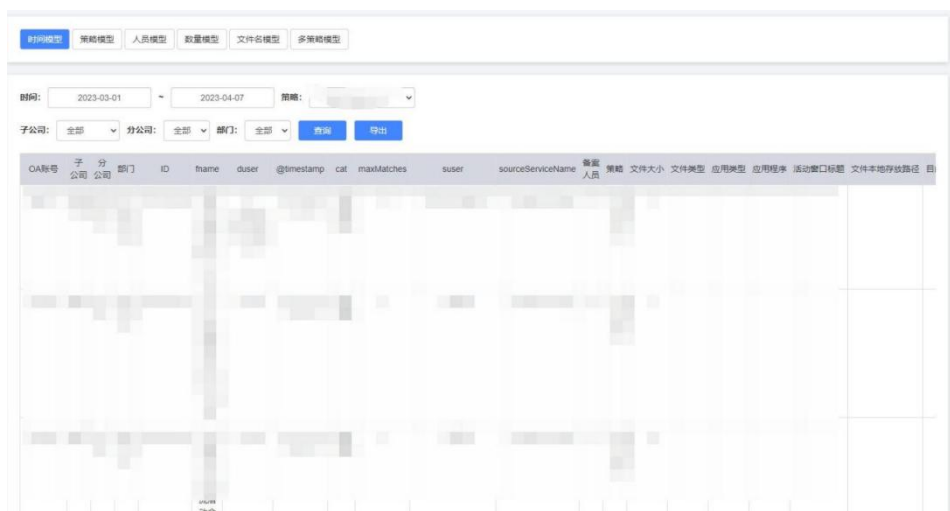 时间模型 策略模型 人员模型 数量模型 文件名模型 多策略模型
时间: 2023-03-01 ~ 2023-04-07 策略:
子公司: 全部 分公司: 全部 部门: 全部 查询 导出
OA账号 子公司 分公司 部门 ID fname duser @timestamp cat maxMatches suser sourceServiceName 备案人员 策略 文件大小 文件类型 应用类型 应用程序 活动窗口标题 文件本地存放路径